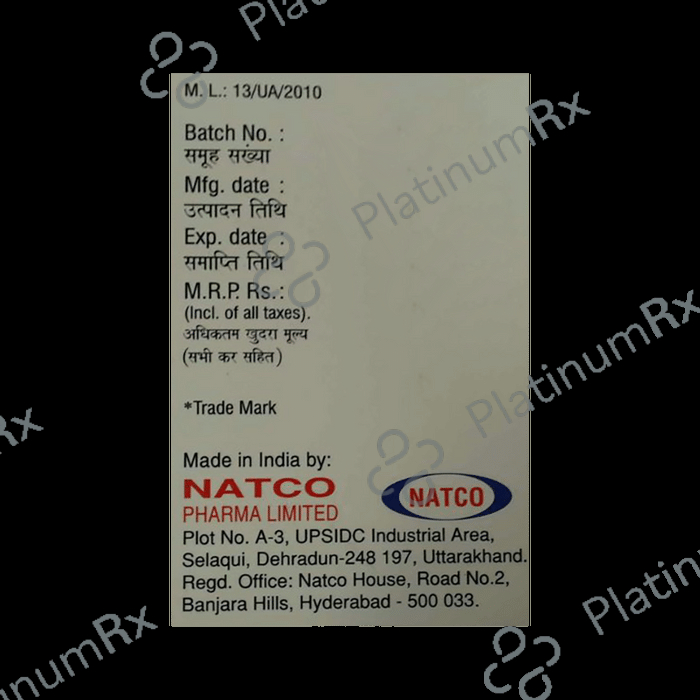 PlatinumRx
M. L.: 13/UA/2010
Batch No. :
समूह संख्या
Mfg. date :
उत्पादन तिथि
Exp. date :
समाप्ति तिथि
M.R.P. Rs.:
(Incl. of all taxes).
अधिकतम खुदरा मूल्य
(सभी कर सहित)
PlatinumRx
*Trade Mark
PlatinumRx
Made in India by:
NATCO
PHARMA LIMITED
NATCO
Plot No. A-3, UPSIDC Industrial Area,
Selaqui, Dehradun-248 197, Uttarakhand.
Regd. Office: Natco House, Road No.2,
Banjara Hills, Hyderabad - 500 033.